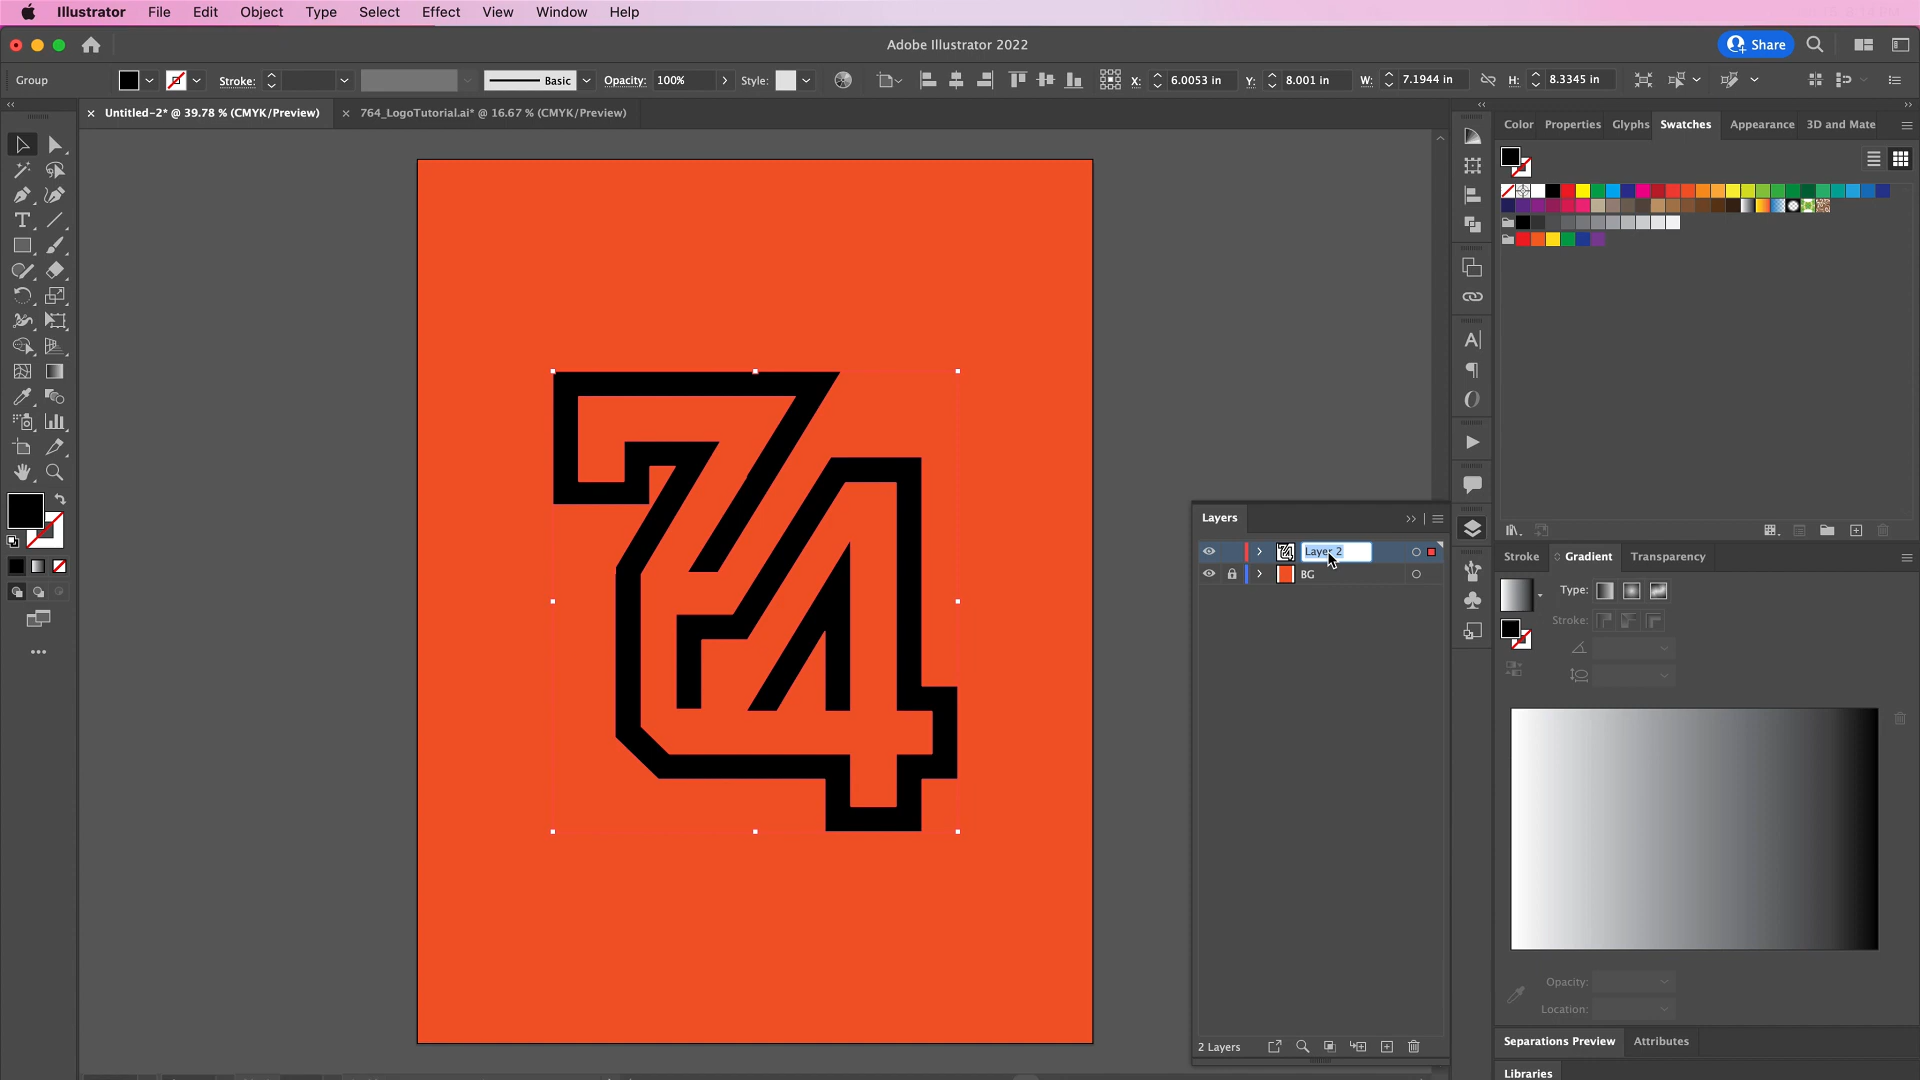 Illustrator File Edit Object Type Select Effect View Window Help
Adobe Illustrator 2022
Share
Group Stroke: Basic Opacity: 100% Style: X: 6.0053 in Y: 8.001 in W: 7.1944 in H: 8.3345 in
Untitled-2* @ 39.78 % (CMYK/Preview) 764_LogoTutorial.ai* @ 16.67 % (CMYK/Preview)
Color Properties Glyphs Swatches Appearance 3D and Mate
74
Layers
Layer 2
BG
2 Layers
Stroke Gradient Transparency
Type:
Stroke:
Opacity:
Location:
Separations Preview Attributes
Libraries